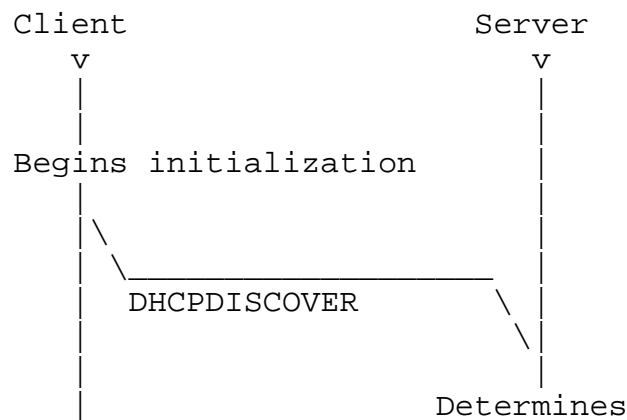 Client Server
v v
Begins initialization
DHCPDISCOVER
Determines